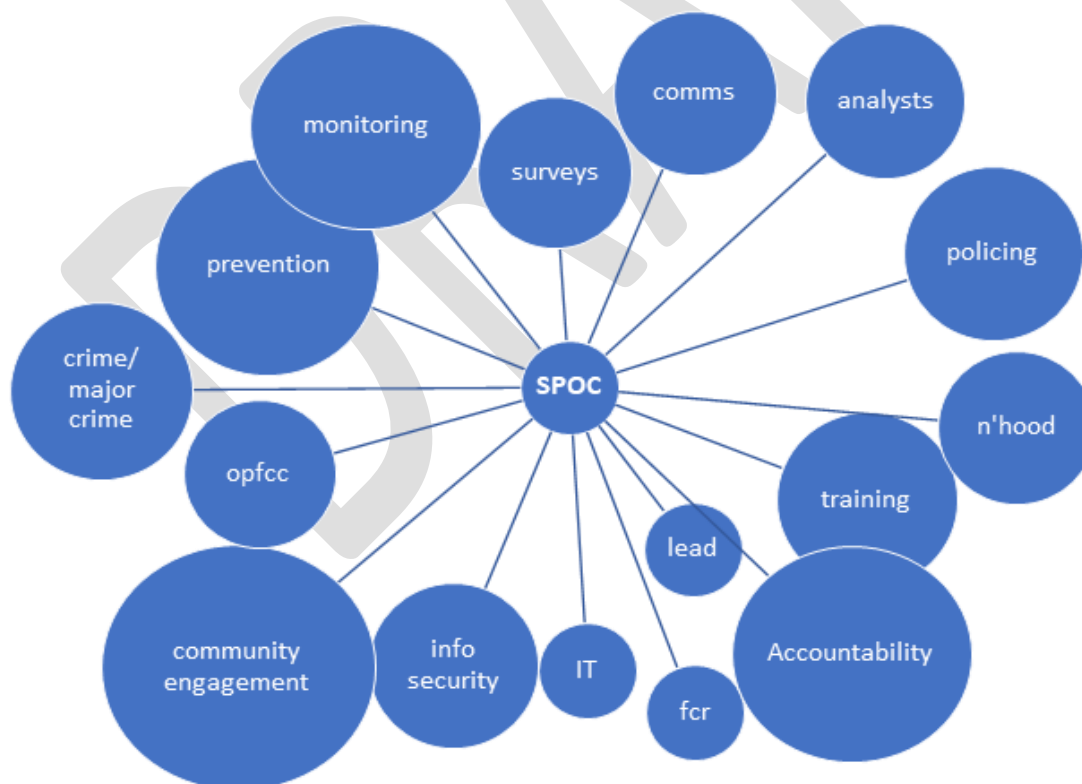 comms
analysts
monitoring
surveys
policing
prevention
crime/
major
crime
SPOC
n'hood
opfcc
training
lead
community
engagement
info
security
IT
Accountability
fcr